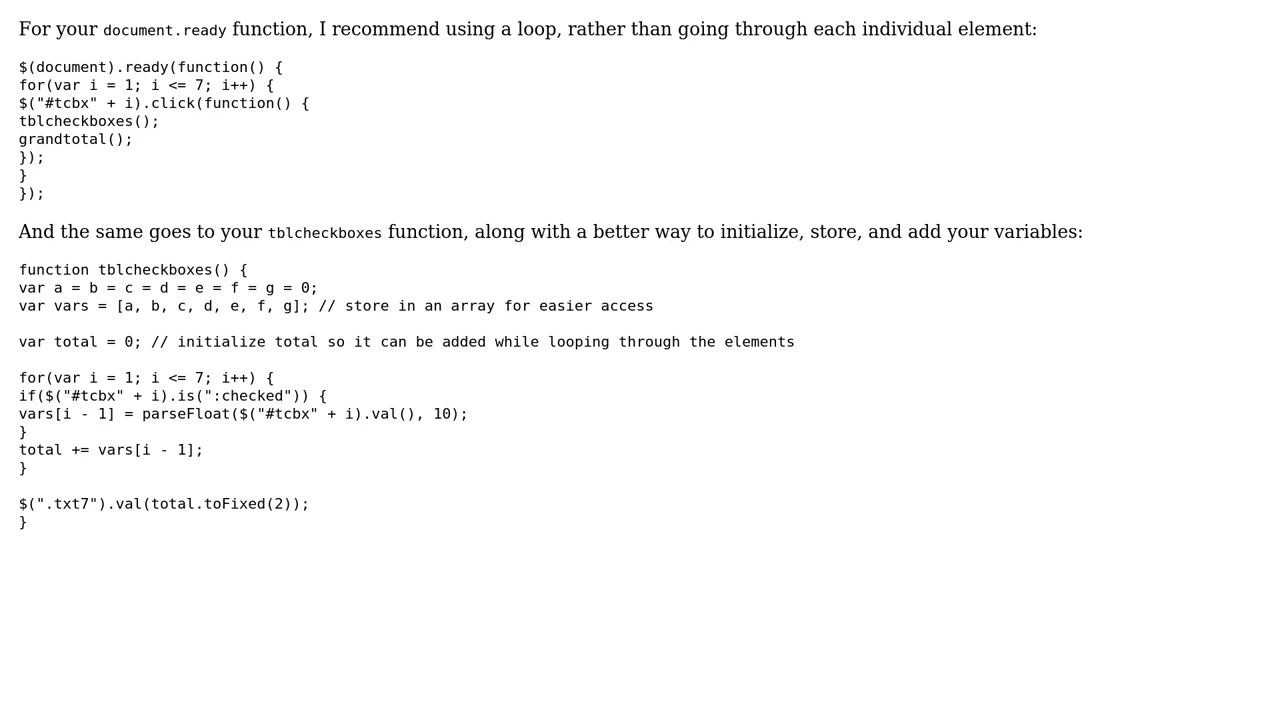 For your document.ready function, I recommend using a loop, rather than going through each individual element:
$(document).ready(function() {
for(var i = 1; i <= 7; i++) {
$("#tcbx" + i).click(function() {
tblcheckboxes();
grandtotal();
});
}
});
And the same goes to your tblcheckboxes function, along with a better way to initialize, store, and add your variables:
function tblcheckboxes() {
var a = b = c = d = e = f = g = 0;
var vars = [a, b, c, d, e, f, g]; // store in an array for easier access
var total = 0; // initialize total so it can be added while looping through the elements
for(var i = 1; i <= 7; i++) {
if($("#tcbx" + i).is(":checked")) {
vars[i - 1] = parseFloat($("#tcbx" + i).val(), 10);
}
total += vars[i - 1];
}
$(".txt7").val(total.toFixed(2));
}